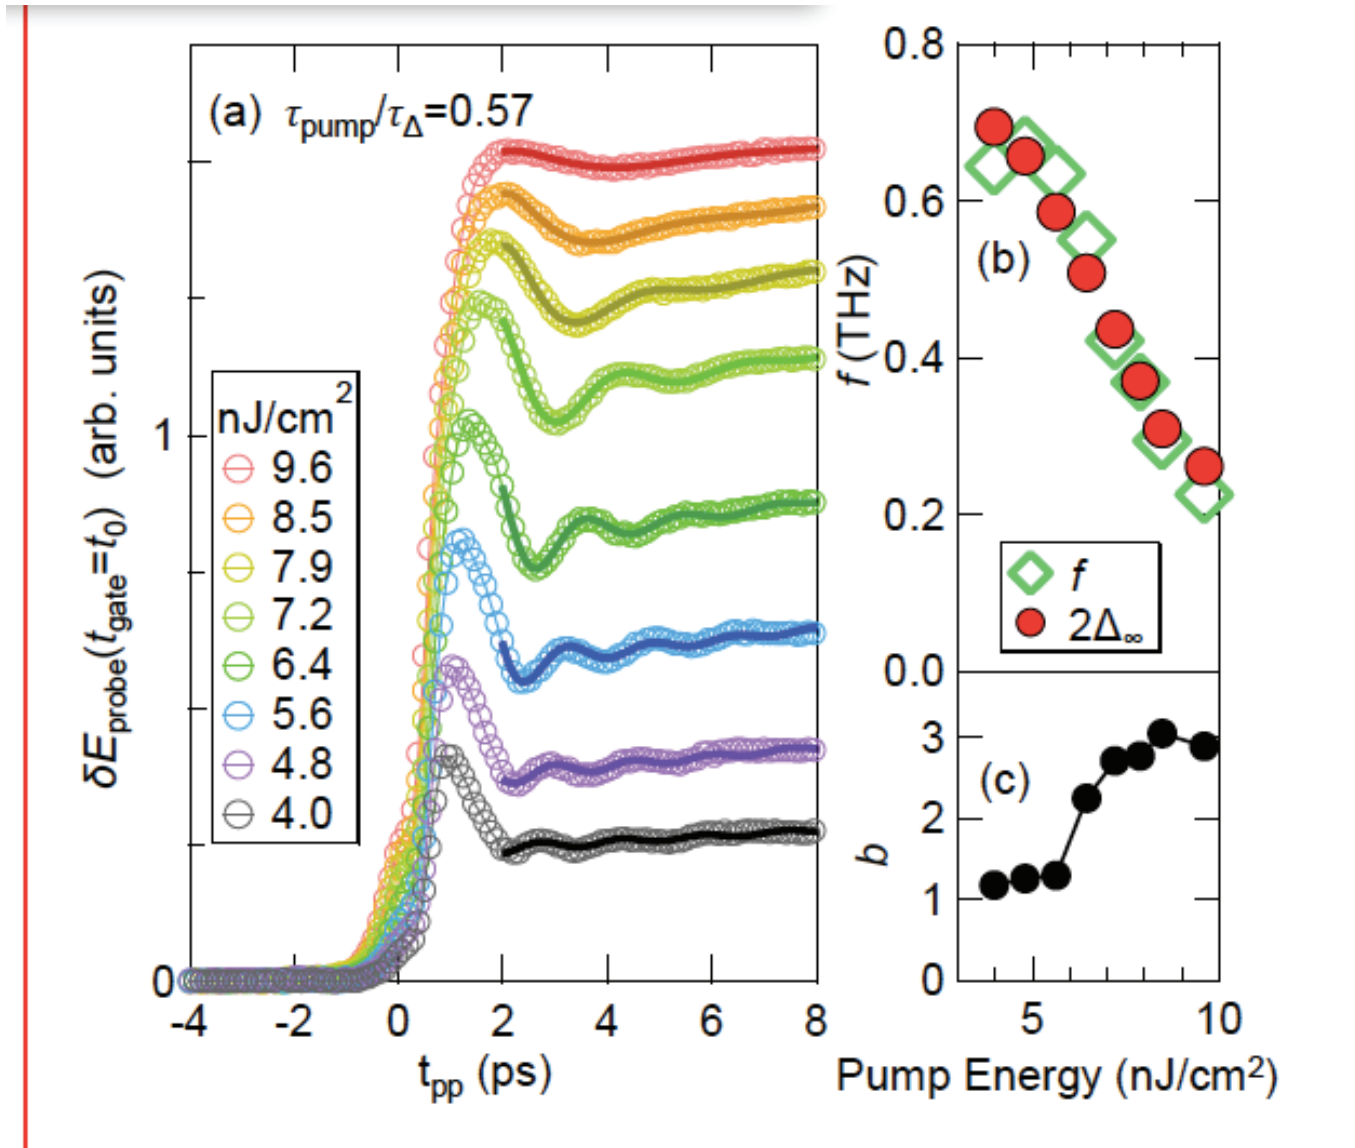 (a) τpump/τΔ=0.57
δEprobe(tgate=t0) (arb. units)
1
0
nJ/cm2
9.6
8.5
7.9
7.2
6.4
5.6
4.8
4.0
-4 -2 0 2 4 6 8
tpp (ps)
0.8
0.6
0.4
0.2
0.0
f (THz)
(b)
f
2Δ∞
3
2
1
0
b
(c)
5 10
Pump Energy (nJ/cm2)